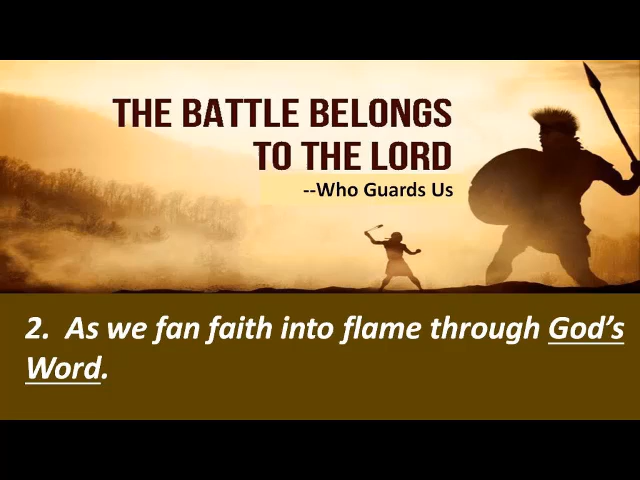 THE BATTLE BELONGS
TO THE LORD
--Who Guards Us
2.  As we fan faith into flame through God’s
Word.